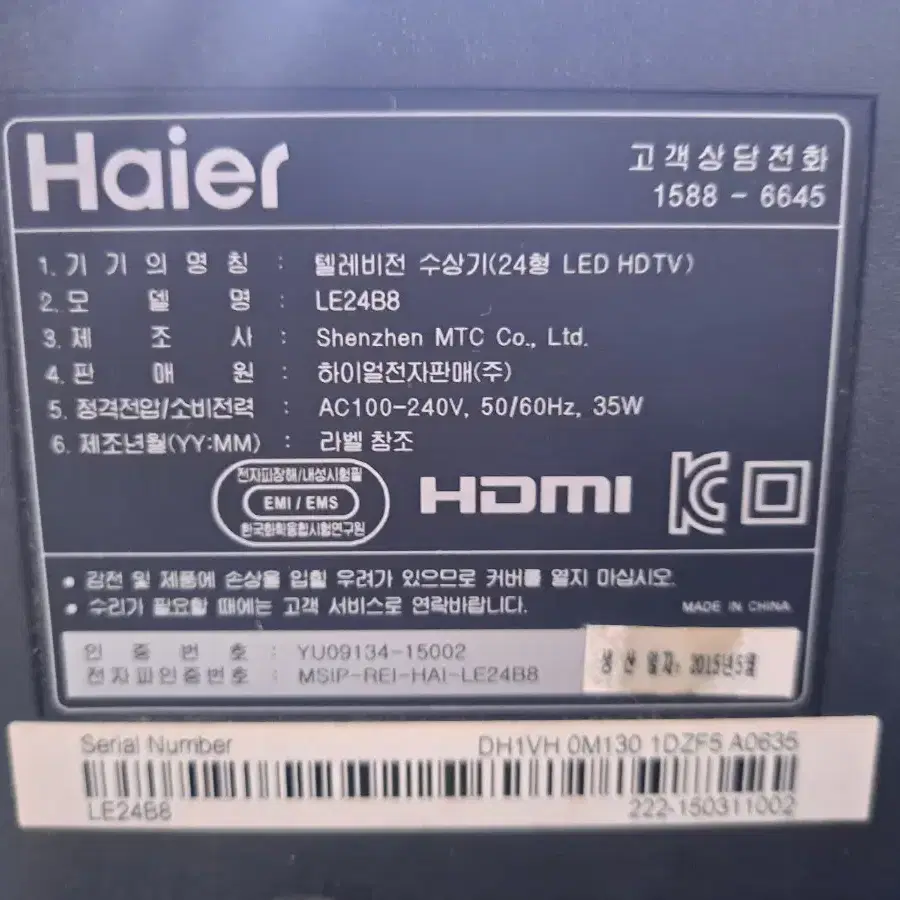 Haier
고객상담전화
1588 - 6645
1. 기 기 의 명 칭 : 텔레비전 수상기(24형 LED HDTV)
2. 모 델 명 : LE24B8
3. 제 조 사 : Shenzhen MTC Co., Ltd.
4. 판 매 원 : 하이얼전자판매(주)
5. 정격전압/소비전력 : AC100-240V, 50/60Hz, 35W
6. 제조년월(YY:MM) : 라벨 참조
전자파장해/내성시험필
EMI / EMS
한국화학융합시험연구원
HDMI
KC
• 감전 및 제품에 손상을 입힐 우려가 있으므로 커버를 열지 마십시오.
• 수리가 필요할 때에는 고객 서비스로 연락바랍니다.
MADE IN CHINA
인 증 번 호 : YU09134-15002
전자파인증번호 : MSIP-REI-HAI-LE24B8
생산 일자: 2015년5월
Serial Number
DH1VH 0M130 1DZF5 A0635
LE24B8
222-150311002